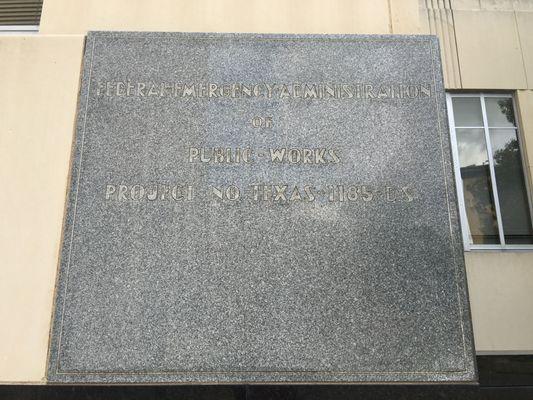 FEDERAL·EMERGENCY·ADMINISTRATION
OF
PUBLIC-WORKS
PROJECT-NO.TEXAS-1185-DS.